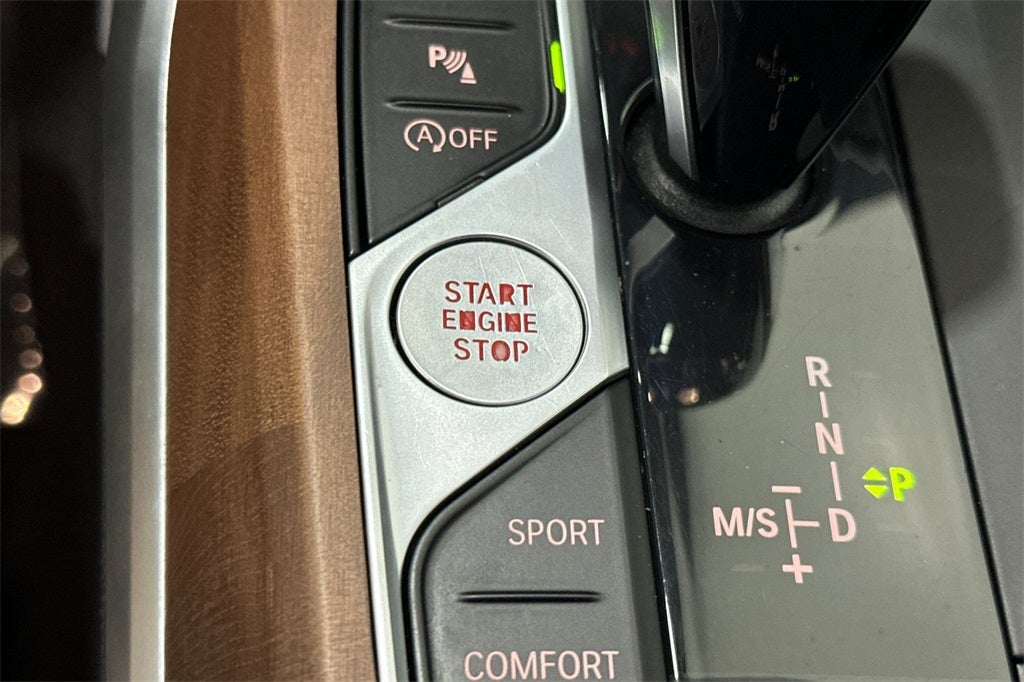 P
A OFF
START
ENGINE
STOP
SPORT
COMFORT
R
N
P
M/S D
+